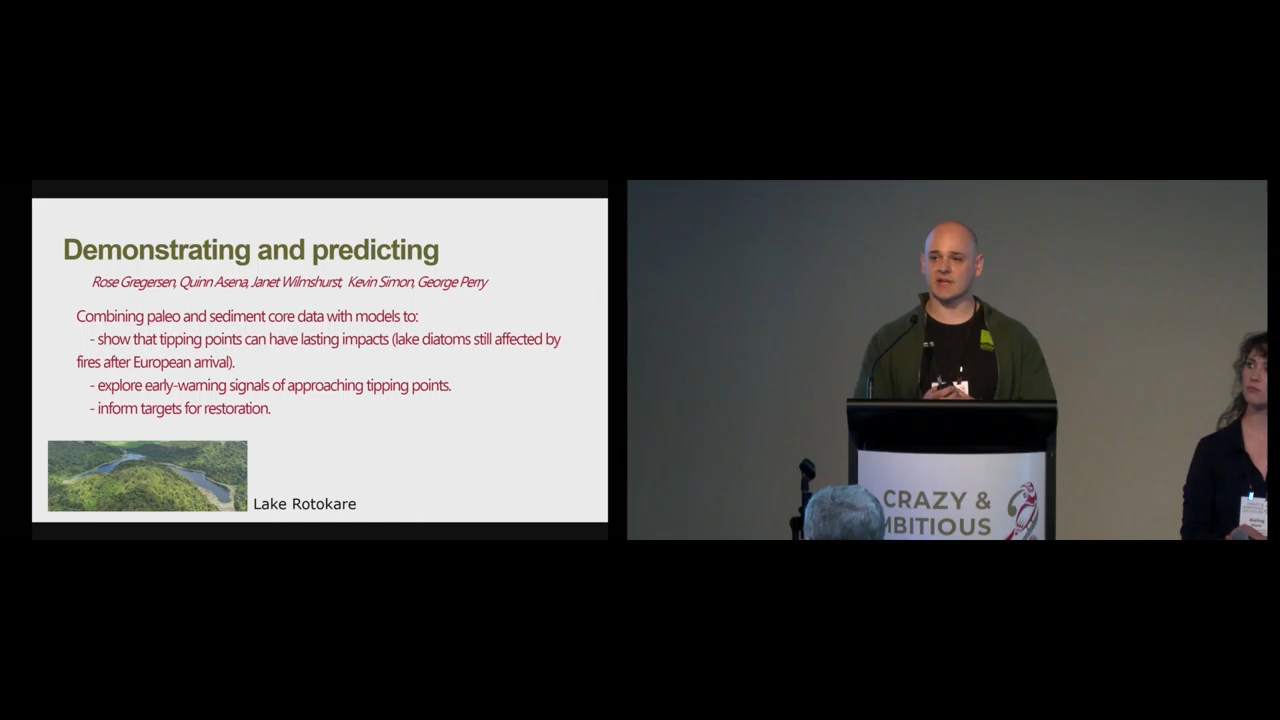 Demonstrating and predicting
Rose Gregersen, Quinn Asena, Janet Wilmshurst, Kevin Simon, George Perry
Combining paleo and sediment core data with models to:
- show that tipping points can have lasting impacts (lake diatoms still affected by
fires after European arrival).
- explore early-warning signals of approaching tipping points.
- inform targets for restoration.
Lake Rotokare
CRAZY &
MBITIOUS